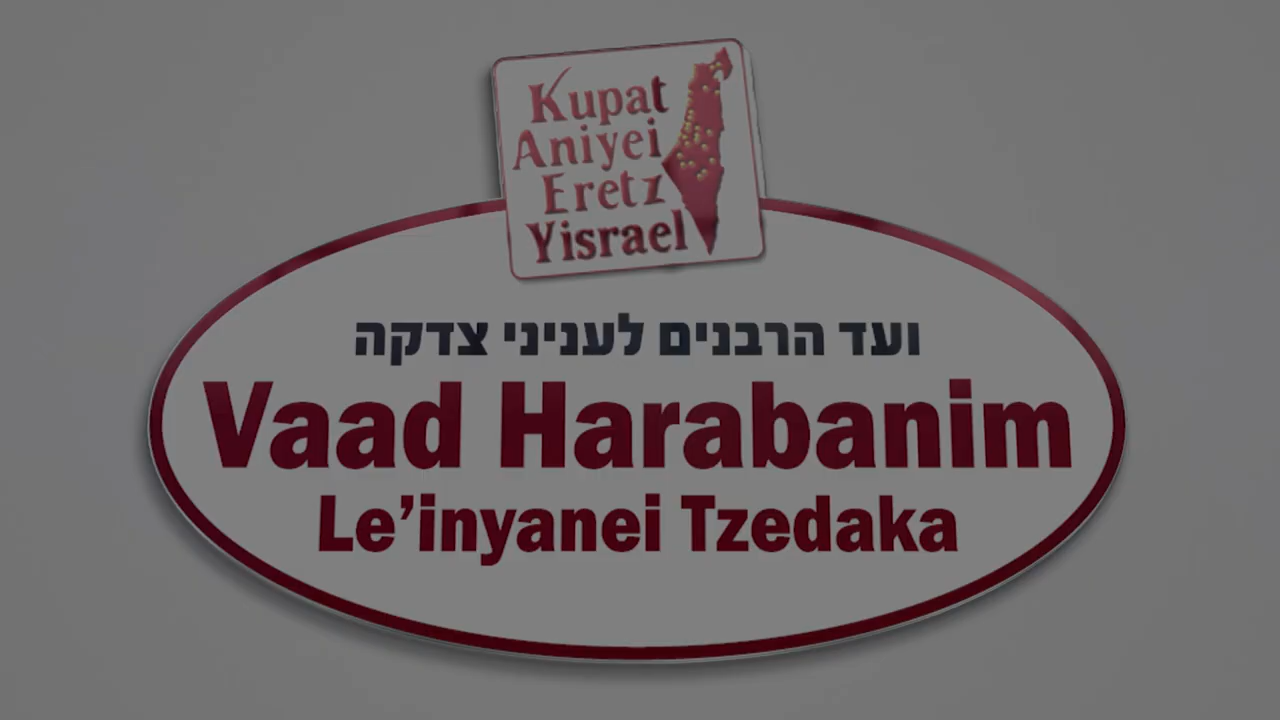 Kupat
Aniyei
Eretz
Yisrael
ועד הרבנים לעניני צדקה
Vaad Harabanim
Le’inyanei Tzedaka